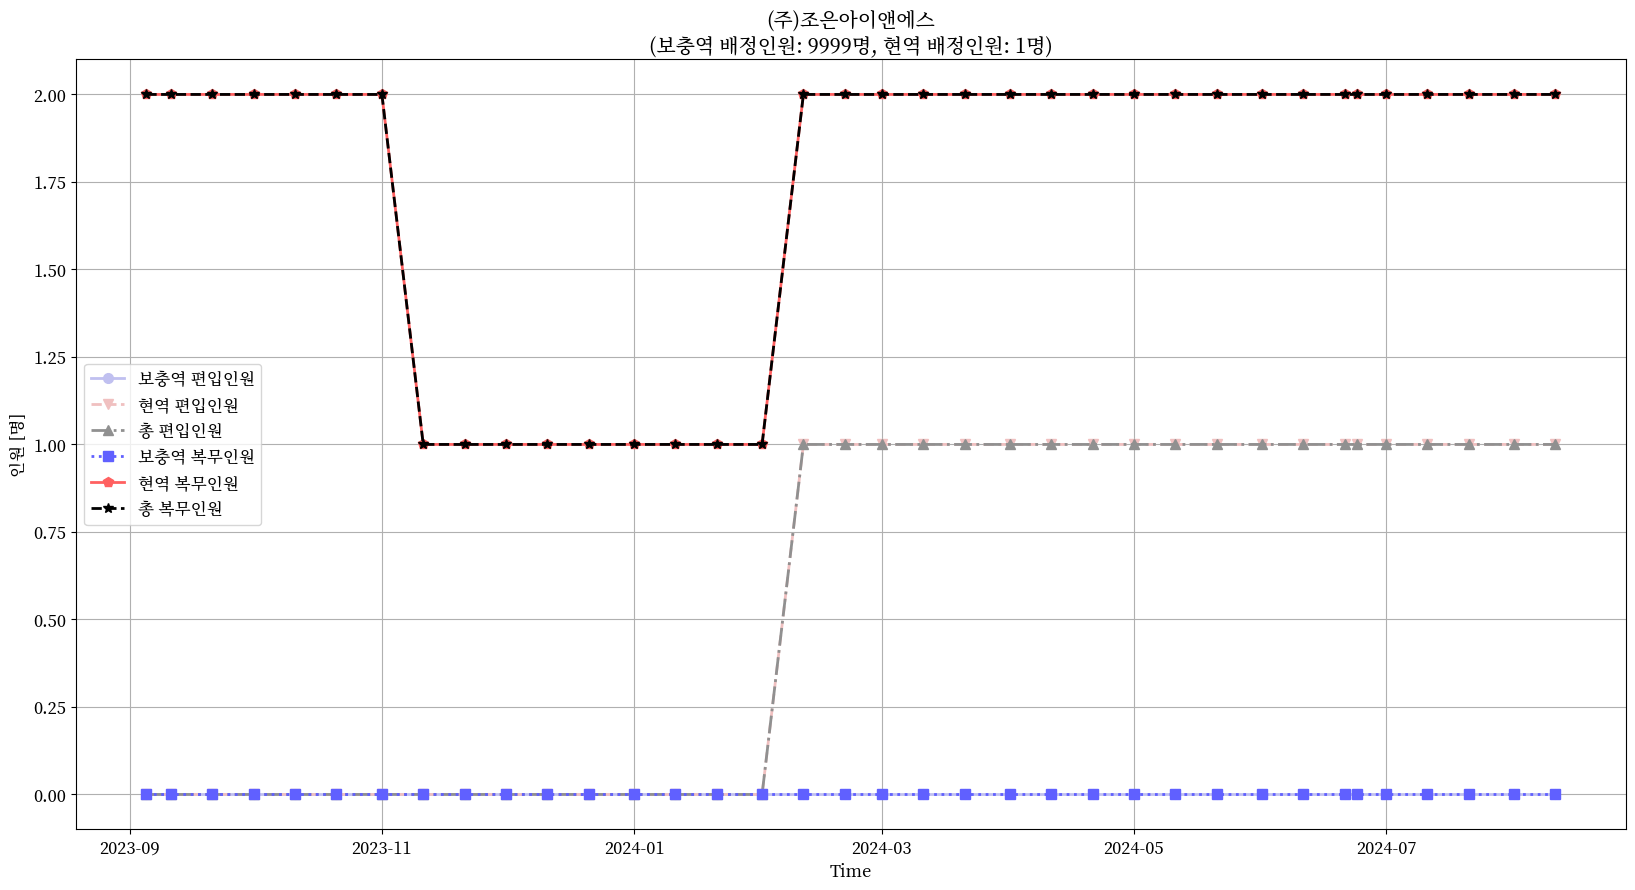 (주)조은아이앤에스
(보충역 배정인원: 9999명, 현역 배정인원: 1명)
인원 [명]
2.00
1.75
1.50
1.25
1.00
0.75
0.50
0.25
0.00
보충역 편입인원
현역 편입인원
총 편입인원
보충역 복무인원
현역 복무인원
총 복무인원
2023-09
2023-11
2024-01
2024-03
2024-05
2024-07
Time